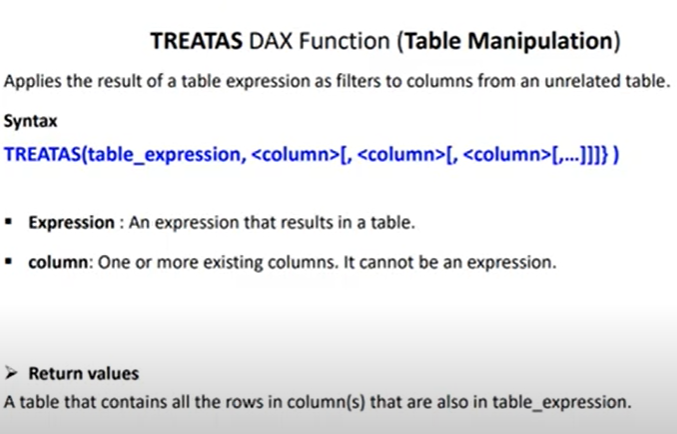 TREATAS DAX Function (Table Manipulation)
Applies the result of a table expression as filters to columns from an unrelated table.
Syntax
TREATAS(table_expression, <column>[, <column>[, <column>[,...]]]} )
▪ Expression : An expression that results in a table.
▪ column: One or more existing columns. It cannot be an expression.
➢ Return values
A table that contains all the rows in column(s) that are also in table_expression.